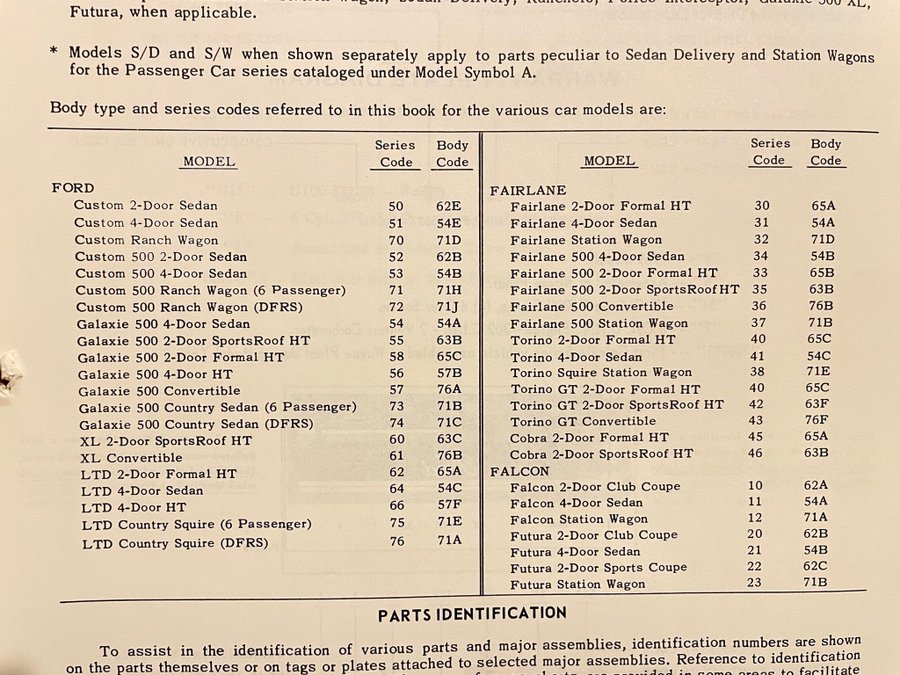 Futura, when applicable.
* Models S/D and S/W when shown separately apply to parts peculiar to Sedan Delivery and Station Wagons
for the Passenger Car series cataloged under Model Symbol A.
Body type and series codes referred to in this book for the various car models are:
MODEL Series Code Body Code
FORD
Custom 2-Door Sedan 50 62E
Custom 4-Door Sedan 51 54E
Custom Ranch Wagon 70 71D
Custom 500 2-Door Sedan 52 62B
Custom 500 4-Door Sedan 53 54B
Custom 500 Ranch Wagon (6 Passenger) 71 71H
Custom 500 Ranch Wagon (DFRS) 72 71J
Galaxie 500 4-Door Sedan 54 54A
Galaxie 500 2-Door SportsRoof HT 55 63B
Galaxie 500 2-Door Formal HT 58 65C
Galaxie 500 4-Door HT 56 57B
Galaxie 500 Convertible 57 76A
Galaxie 500 Country Sedan (6 Passenger) 73 71B
Galaxie 500 Country Sedan (DFRS) 74 71C
XL 2-Door SportsRoof HT 60 63C
XL Convertible 61 76B
LTD 2-Door Formal HT 62 65A
LTD 4-Door Sedan 64 54C
LTD 4-Door HT 66 57F
LTD Country Squire (6 Passenger) 75 71E
LTD Country Squire (DFRS) 76 71A
MODEL Series Code Body Code
FAIRLANE
Fairlane 2-Door Formal HT 30 65A
Fairlane 4-Door Sedan 31 54A
Fairlane Station Wagon 32 71D
Fairlane 500 4-Door Sedan 34 54B
Fairlane 500 2-Door Formal HT 33 65B
Fairlane 500 2-Door SportsRoof HT 35 63B
Fairlane 500 Convertible 36 76B
Fairlane 500 Station Wagon 37 71B
Torino 2-Door Formal HT 40 65C
Torino 4-Door Sedan 41 54C
Torino Squire Station Wagon 38 71E
Torino GT 2-Door Formal HT 40 65C
Torino GT 2-Door SportsRoof HT 42 63F
Torino GT Convertible 43 76F
Cobra 2-Door Formal HT 45 65A
Cobra 2-Door SportsRoof HT 46 63B
FALCON
Falcon 2-Door Club Coupe 10 62A
Falcon 4-Door Sedan 11 54A
Falcon Station Wagon 12 71A
Futura 2-Door Club Coupe 20 62B
Futura 4-Door Sedan 21 54B
Futura 2-Door Sports Coupe 22 62C
Futura Station Wagon 23 71B
PARTS IDENTIFICATION
To assist in the identification of various parts and major assemblies, identification numbers are shown
on the parts themselves or on tags or plates attached to selected major assemblies. Reference to identification
are provided in some areas to facilitate